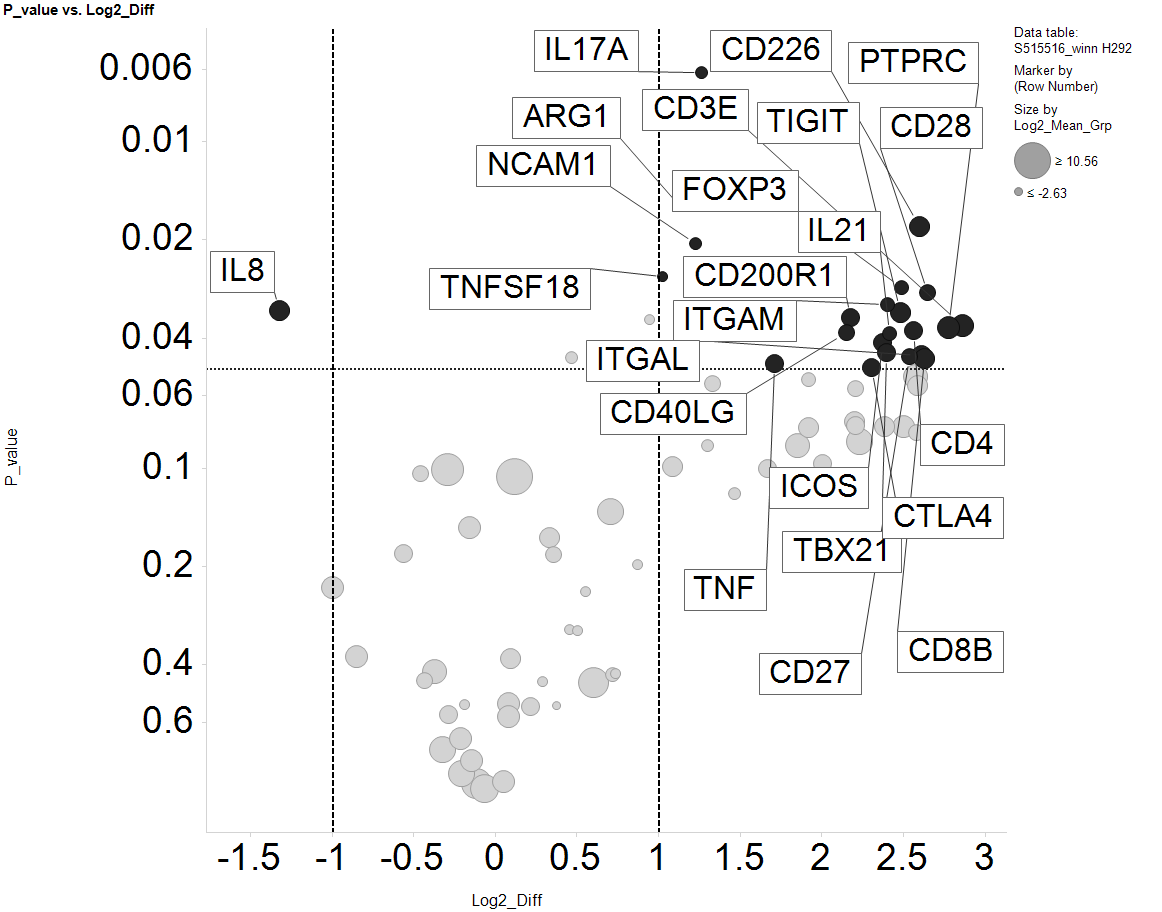 P_value vs. Log2_Diff
Data table:
S515516_winn H292
Marker by
(Row Number)
Size by
Log2_Mean_Grp
≥ 10.56
≤ -2.63
IL17A
CD226
PTPRC
ARG1
CD3E
TIGIT
CD28
NCAM1
FOXP3
IL21
IL8
TNFSF18
CD200R1
ITGAM
ITGAL
CD40LG
CD4
ICOS
CTLA4
TBX21
TNF
CD8B
CD27
P_value
0.006
0.01
0.02
0.04
0.06
0.1
0.2
0.4
0.6
-1.5
-1
-0.5
0
0.5
1
1.5
2
2.5
3
Log2_Diff